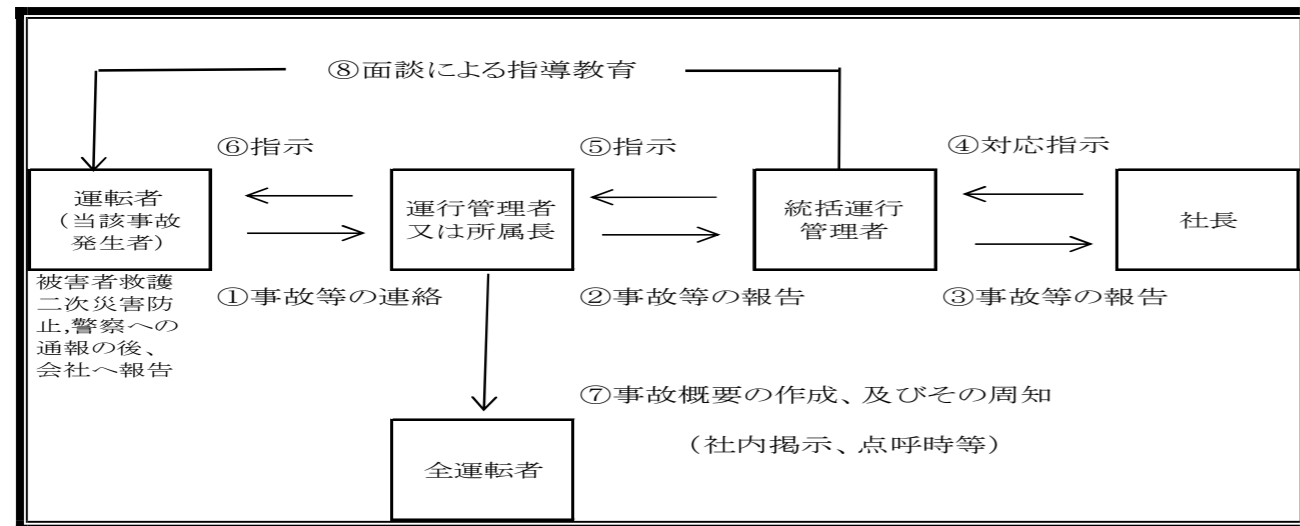 ⑧面談による指導教育
⑥指示
⑤指示
④対応指示
運転者
（当該事故
発生者）
運行管理者
又は所属長
統括運行
管理者
社長
被害者救護
二次災害防
止,警察への
通報の後、
会社へ報告
①事故等の連絡
②事故等の報告
③事故等の報告
⑦事故概要の作成、及びその周知
（社内掲示、点呼時等）
全運転者